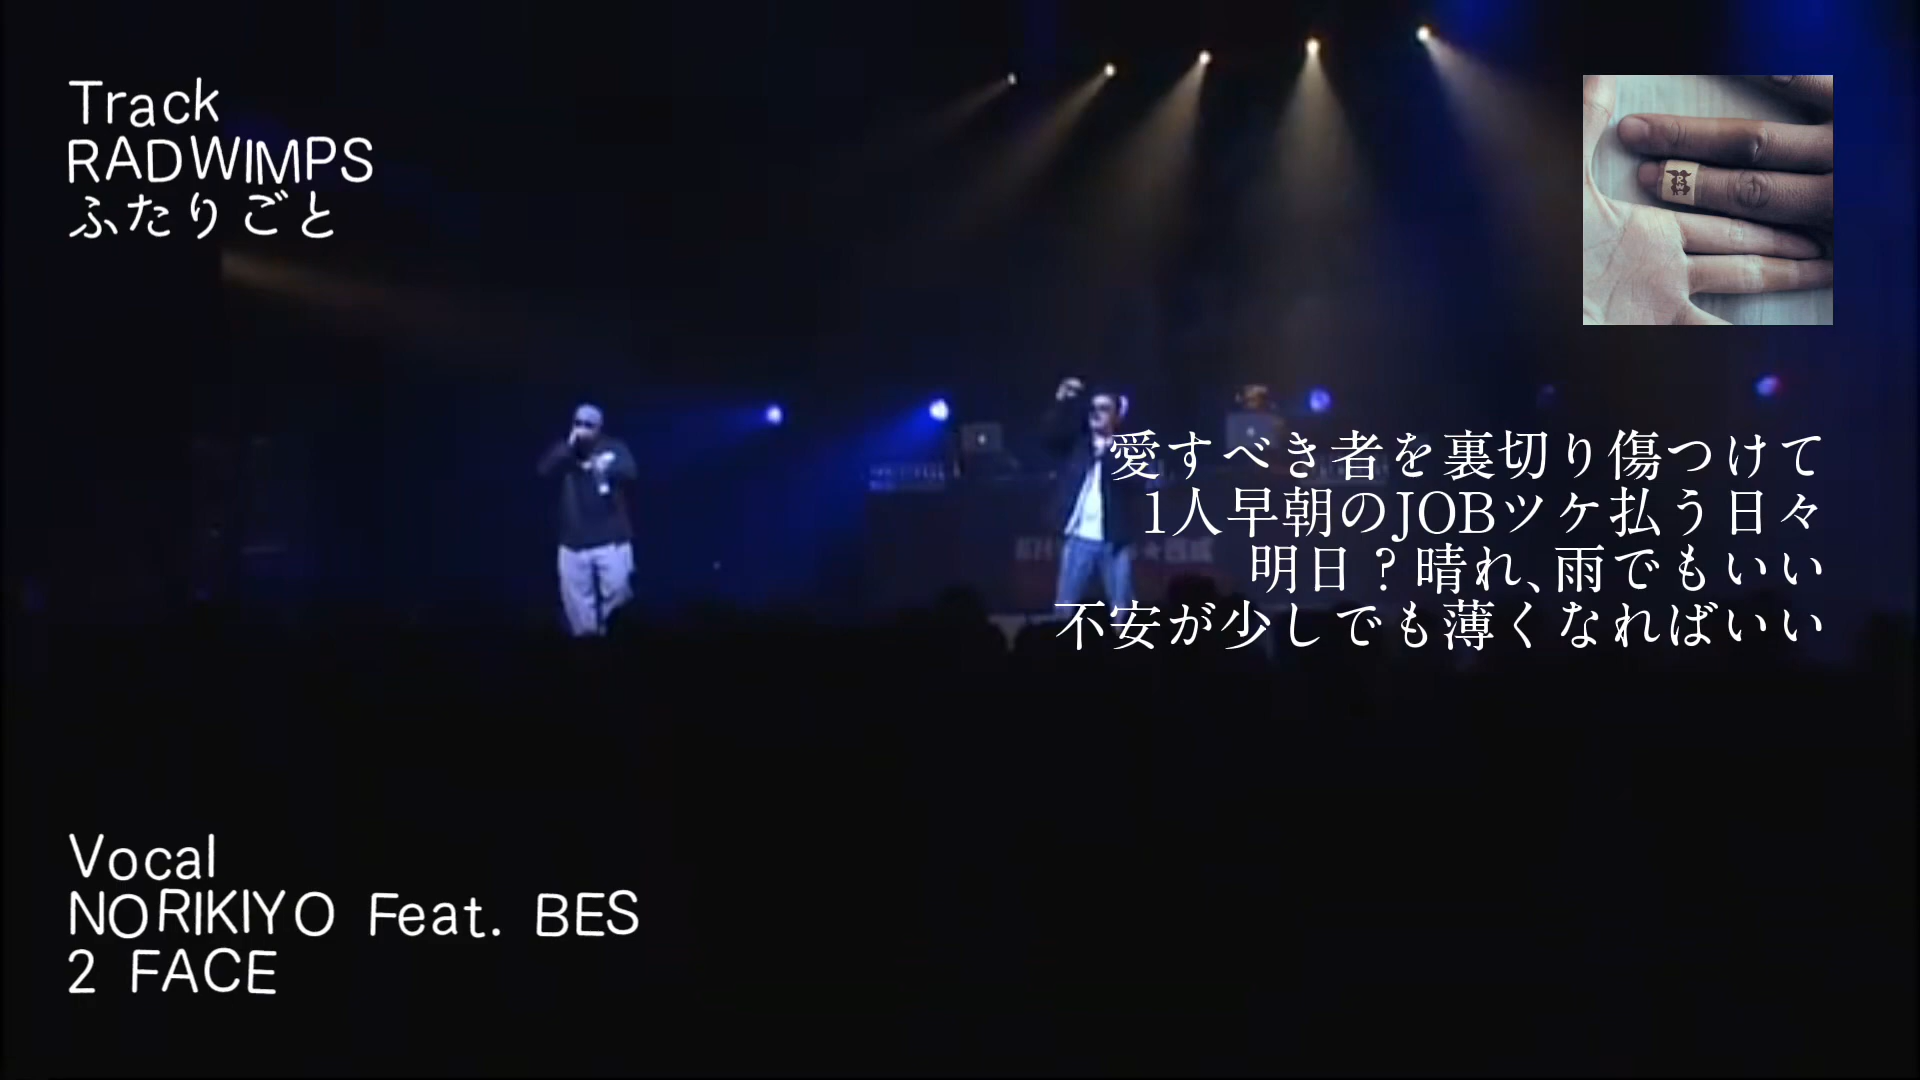 Track
RADWIMPS
ふたりごと
愛すべき者を裏切り傷つけて
1人早朝のJOBツケ払う日々
明日？晴れ、雨でもいい
不安が少しでも薄くなればいい
Vocal
NORIKIYO Feat. BES
2 FACE